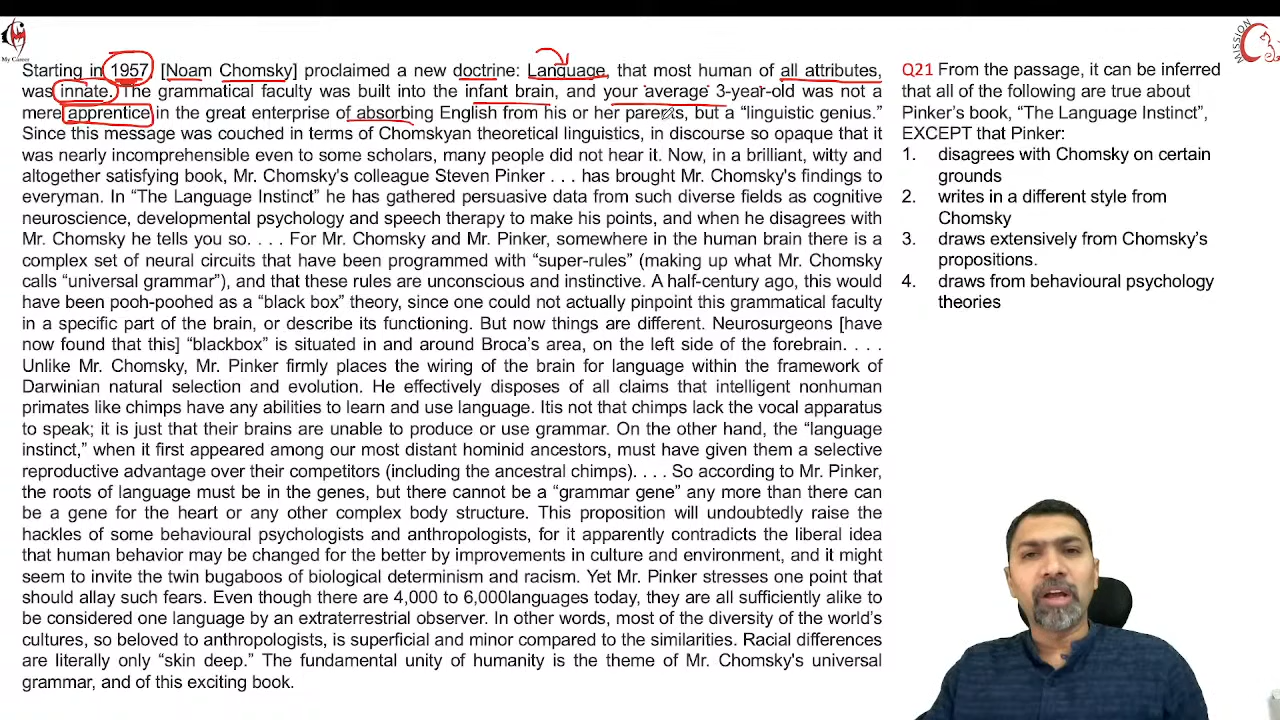 My Career
MISSION
Starting in 1957 [Noam Chomsky] proclaimed a new doctrine: Language, that most human of all attributes,
was innate. The grammatical faculty was built into the infant brain, and your average 3-year-old was not a
mere apprentice in the great enterprise of absorbing English from his or her parents, but a “linguistic genius.”
Since this message was couched in terms of Chomskyan theoretical linguistics, in discourse so opaque that it
was nearly incomprehensible even to some scholars, many people did not hear it. Now, in a brilliant, witty and
altogether satisfying book, Mr. Chomsky's colleague Steven Pinker . . . has brought Mr. Chomsky's findings to
everyman. In “The Language Instinct” he has gathered persuasive data from such diverse fields as cognitive
neuroscience, developmental psychology and speech therapy to make his points, and when he disagrees with
Mr. Chomsky he tells you so. . . . For Mr. Chomsky and Mr. Pinker, somewhere in the human brain there is a
complex set of neural circuits that have been programmed with “super-rules” (making up what Mr. Chomsky
calls “universal grammar”), and that these rules are unconscious and instinctive. A half-century ago, this would
have been pooh-poohed as a “black box” theory, since one could not actually pinpoint this grammatical faculty
in a specific part of the brain, or describe its functioning. But now things are different. Neurosurgeons [have
now found that this] “blackbox” is situated in and around Broca’s area, on the left side of the forebrain. . . .
Unlike Mr. Chomsky, Mr. Pinker firmly places the wiring of the brain for language within the framework of
Darwinian natural selection and evolution. He effectively disposes of all claims that intelligent nonhuman
primates like chimps have any abilities to learn and use language. Itis not that chimps lack the vocal apparatus
to speak; it is just that their brains are unable to produce or use grammar. On the other hand, the “language
instinct,” when it first appeared among our most distant hominid ancestors, must have given them a selective
reproductive advantage over their competitors (including the ancestral chimps). . . . So according to Mr. Pinker,
the roots of language must be in the genes, but there cannot be a “grammar gene” any more than there can
be a gene for the heart or any other complex body structure. This proposition will undoubtedly raise the
hackles of some behavioural psychologists and anthropologists, for it apparently contradicts the liberal idea
that human behavior may be changed for the better by improvements in culture and environment, and it might
seem to invite the twin bugaboos of biological determinism and racism. Yet Mr. Pinker stresses one point that
should allay such fears. Even though there are 4,000 to 6,000languages today, they are all sufficiently alike to
be considered one language by an extraterrestrial observer. In other words, most of the diversity of the world’s
cultures, so beloved to anthropologists, is superficial and minor compared to the similarities. Racial differences
are literally only “skin deep.” The fundamental unity of humanity is the theme of Mr. Chomsky's universal
grammar, and of this exciting book.
Q21 From the passage, it can be inferred
that all of the following are true about
Pinker’s book, “The Language Instinct”,
EXCEPT that Pinker:
1. disagrees with Chomsky on certain
grounds
2. writes in a different style from
Chomsky
3. draws extensively from Chomsky’s
propositions.
4. draws from behavioural psychology
theories